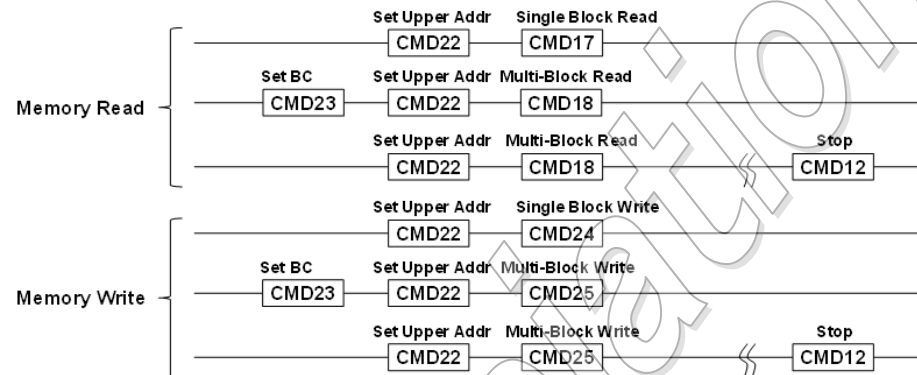 Set Upper Addr Single Block Read
CMD22 CMD17
Set BC Set Upper Addr Multi-Block Read
Memory Read CMD23 CMD22 CMD18
Set Upper Addr Multi-Block Read Stop
CMD22 CMD18 CMD12
Set Upper Addr Single Block Write
CMD22 CMD24
Set BC Set Upper Addr Multi-Block Write
Memory Write CMD23 CMD22 CMD25
Set Upper Addr Multi-Block Write Stop
CMD22 CMD25 CMD12